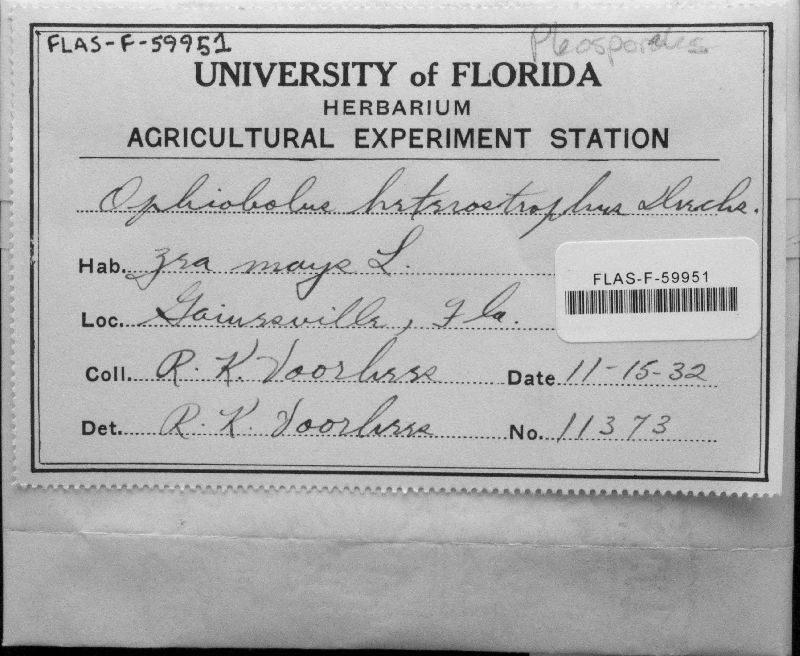 FLAS-F-59951
Pleosporales
UNIVERSITY of FLORIDA
HERBARIUM
AGRICULTURAL EXPERIMENT STATION
Ophiobolus heterostrophus Drechs.
Hab. Zea mays L.
FLAS-F-59951
Loc. Gainesville, Fla.
Coll. R. K. Voorhees Date 11-15-32
Det. R. K. Voorhees No. 11373